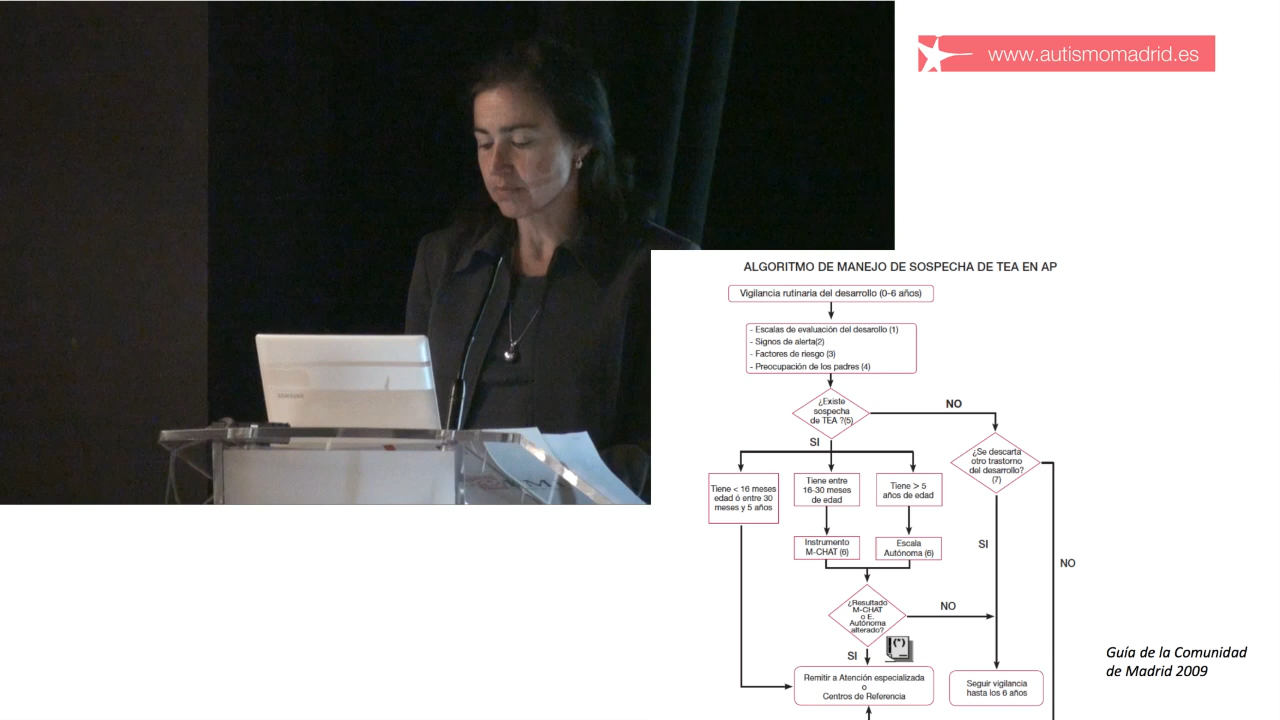 www.autismomadrid.es
ALGORITMO DE MANEJO DE SOSPECHA DE TEA EN AP
Vigilancia rutinaria del desarrollo (0-6 años)
- Escalas de evaluación del desarollo (1)
- Signos de alerta(2)
- Factores de riesgo (3)
- Preocupación de los padres (4)
¿Existe
sospecha
de TEA ?(5)
NO
SI
¿Se descarta
otro trastorno
del desarrollo?
(7)
Tiene < 16 meses
edad ó entre 30
meses y 5 años
Tiene entre
16-30 meses
de edad
Tiene > 5
años de edad
Instrumento
M-CHAT (6)
Escala
Autónoma (6)
SI
NO
¿Resultado
M-CHAT
o E.
Autónoma
alterado?
NO
(*)
SI
Remitir a Atención especializada
o
Centros de Referencia
Seguir vigilancia
hasta los 6 años
Guía de la Comunidad
de Madrid 2009